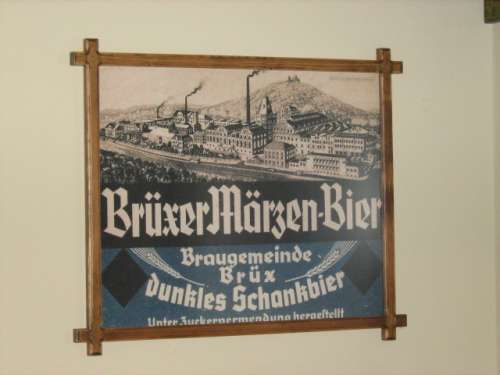 Brüxer Märzen-Bier
Braugemeinde
Brüx
dunkles Schankbier
Unter Zuckerverwendung hergestellt